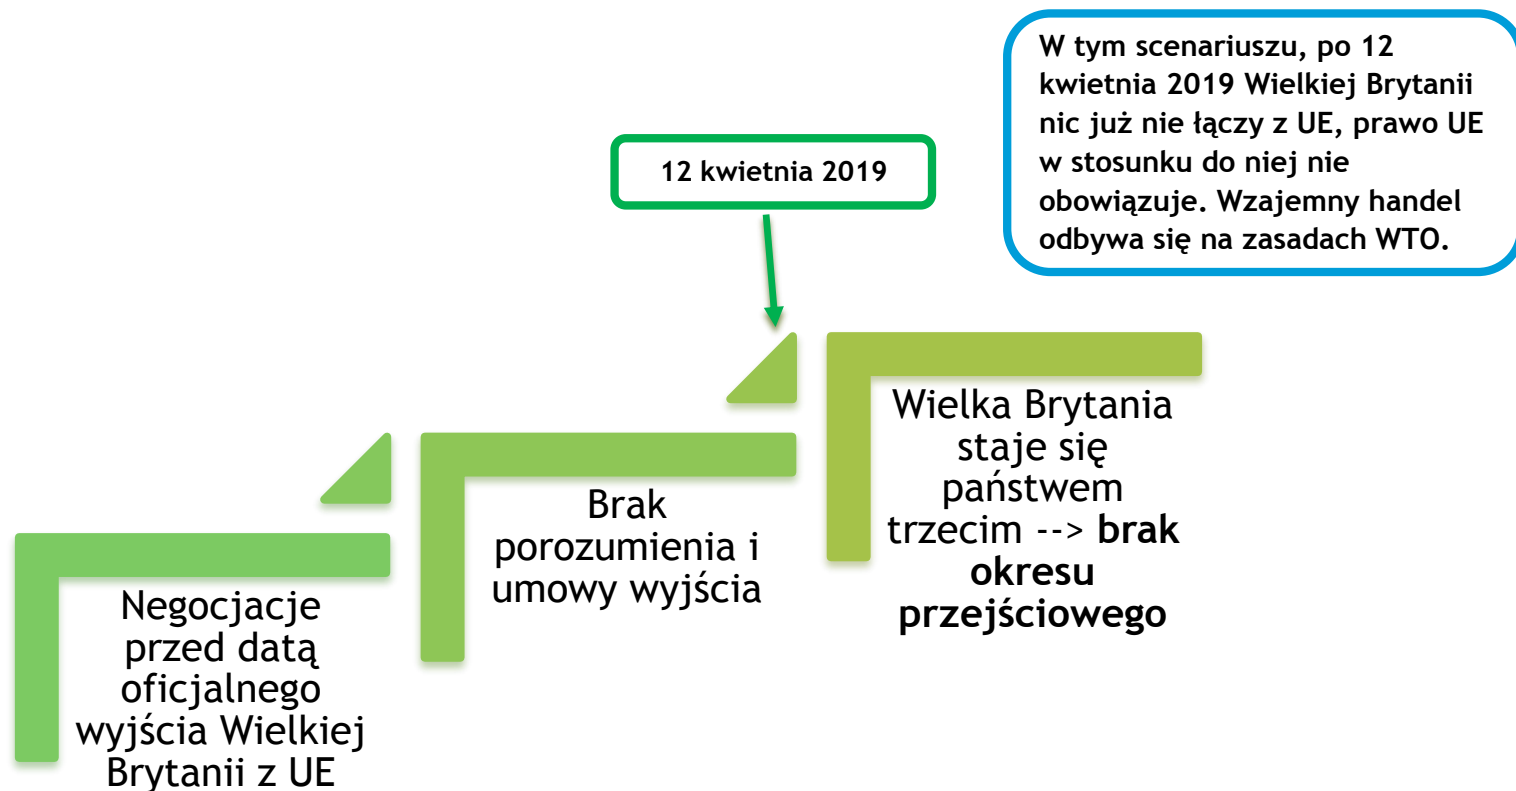 W tym scenariuszu, po 12
kwietnia 2019 Wielkiej Brytanii
nic już nie łączy z UE, prawo UE
w stosunku do niej nie
obowiązuje. Wzajemny handel
odbywa się na zasadach WTO.
12 kwietnia 2019
Negocjacje
przed datą
oficjalnego
wyjścia Wielkiej
Brytanii z UE
Brak
porozumienia i
umowy wyjścia
Wielka Brytania
staje się
państwem
trzecim --> brak
okresu
przejściowego